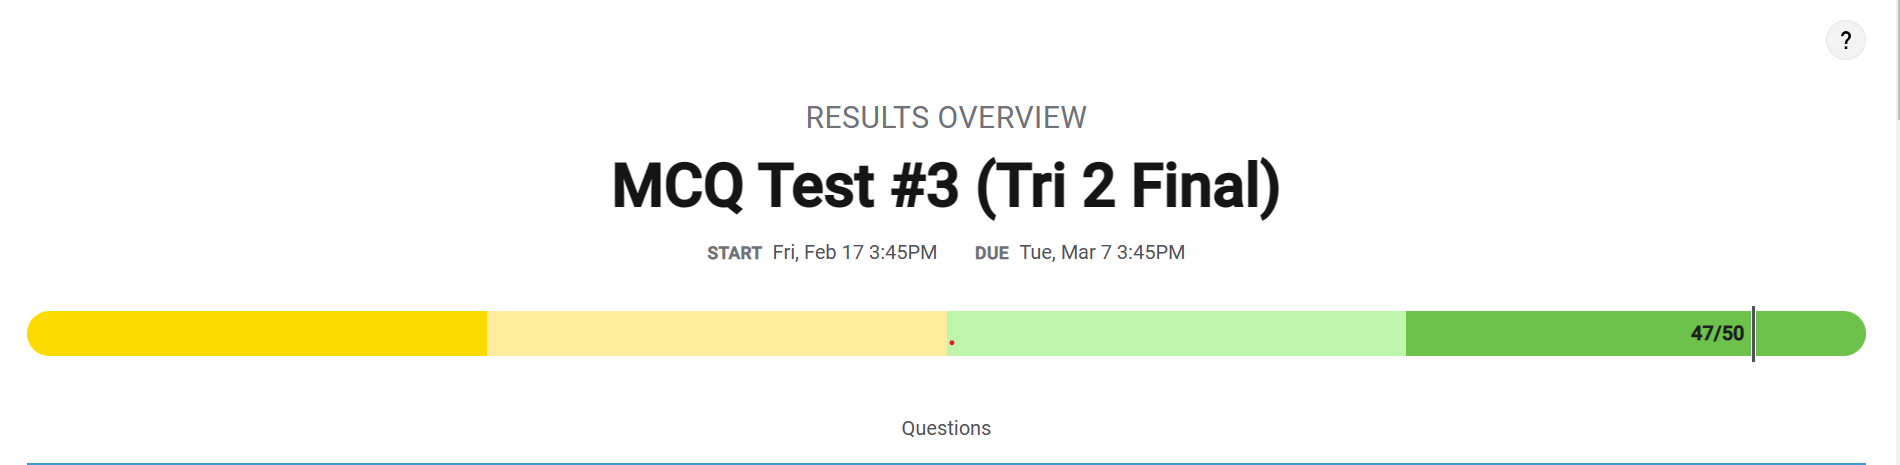 ?
RESULTS OVERVIEW
MCQ Test #3 (Tri 2 Final)
START Fri, Feb 17 3:45PM DUE Tue, Mar 7 3:45PM
47/50
Questions